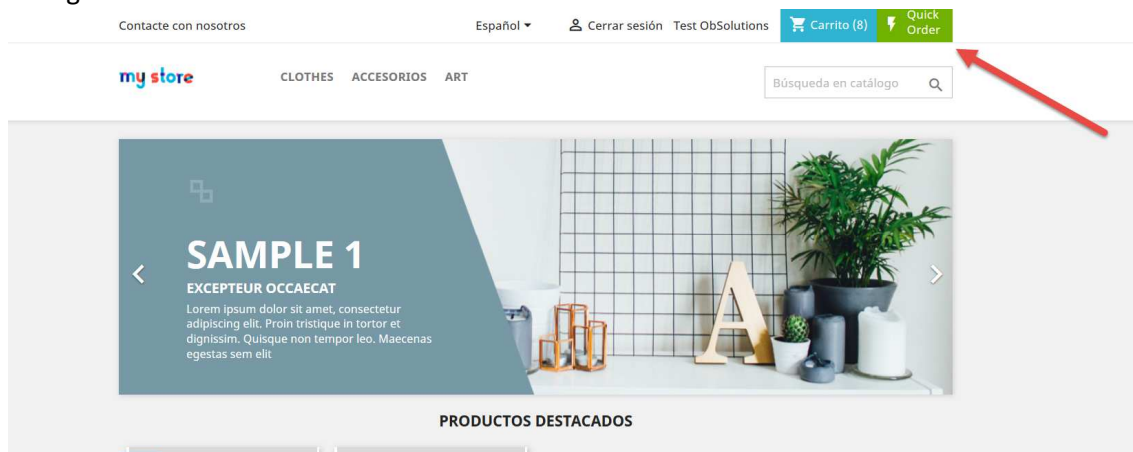 Contacte con nosotros Español Cerrar sesión Test ObSolutions Carrito (8) Quick
Order
my store CLOTHES ACCESORIOS ART Búsqueda en catálogo
SAMPLE 1
EXCEPTEUR OCCAECAT
Lorem ipsum dolor sit amet, consectetur
adipiscing elit. Proin tristique in tortor et
dignissim. Quisque non tempor leo. Maecenas
egestas sem elit
A
PRODUCTOS DESTACADOS